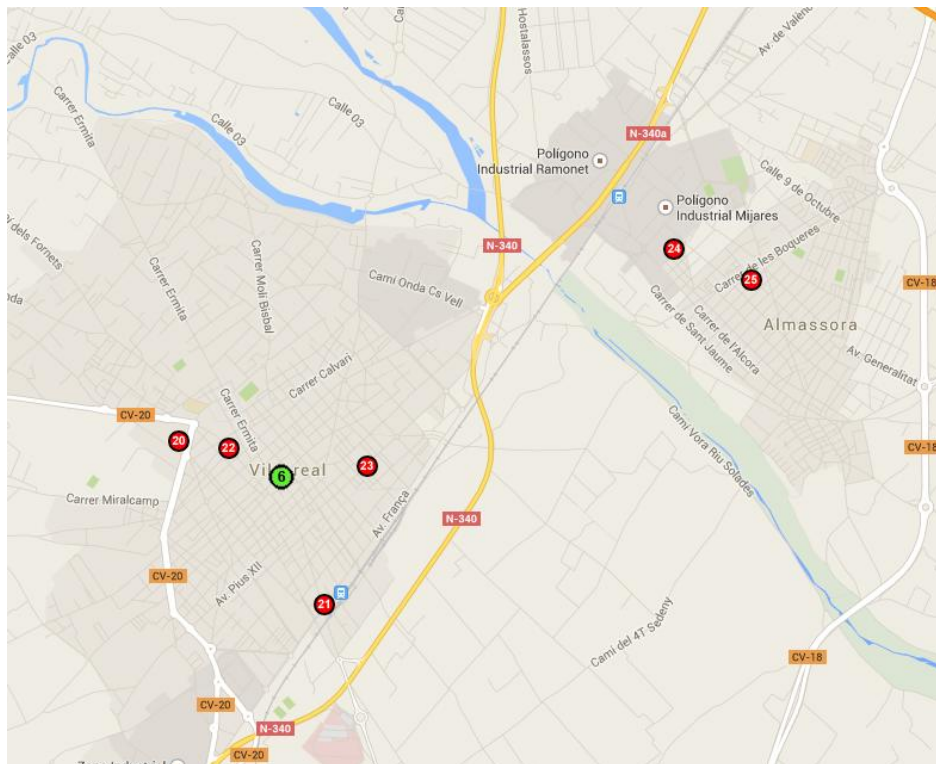 Calle 03
Hostalassos
Av. de València
Carrer Ermita
Calle 03
Calle 03
N-340a
Polígono
Industrial Ramonet
Calle 9 de Octubre
Polígono
Industrial Mijares
dels Fornets
Carrer Ermita
Carrer Molí Bisbal
N-340
24
Carrer de les Boqueres
25
CV-18
Camí Onda Cs Vell
Carrer de Sant Jaume
Carrer de l'Alcora
Almassora
Av. Generalitat
Carrer Calvari
CV-20
Carrer Ermita
20
22
Camí Vora Riu Solades
CV-18
6
23
Carrer Miralcamp
Av. França
N-340
CV-20
Av. Pius XII
21
Camí del 4T Sedeny
CV-18
CV-20
N-340
CV-20